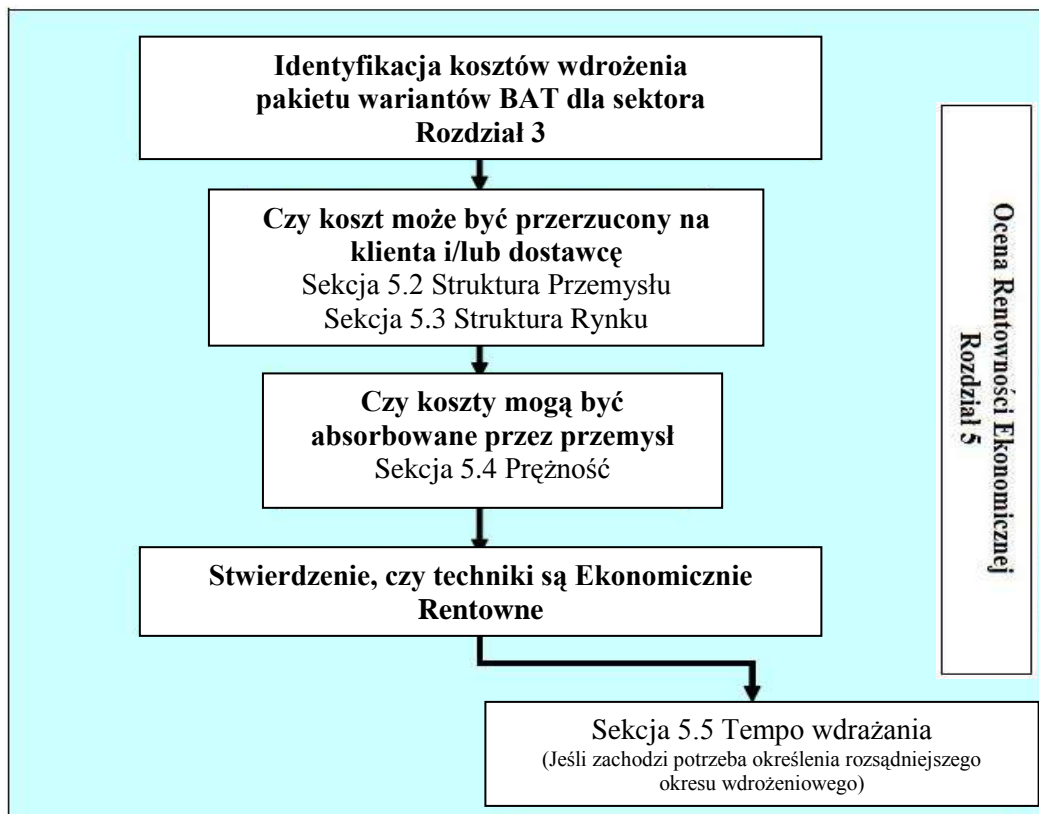 Identyfikacja kosztów wdrożenia
pakietu wariantów BAT dla sektora
Rozdział 3
Czy koszt może być przerzucony na
klienta i/lub dostawcę
Sekcja 5.2 Struktura Przemysłu
Sekcja 5.3 Struktura Rynku
Czy koszty mogą być
absorbowane przez przemysł
Sekcja 5.4 Prężność
Stwierdzenie, czy techniki są Ekonomicznie
Rentowne
Sekcja 5.5 Tempo wdrażania
(Jeśli zachodzi potrzeba określenia rozsądniejszego
okresu wdrożeniowego)
Ocena Rentowności Ekonomicznej
Rozdział 5